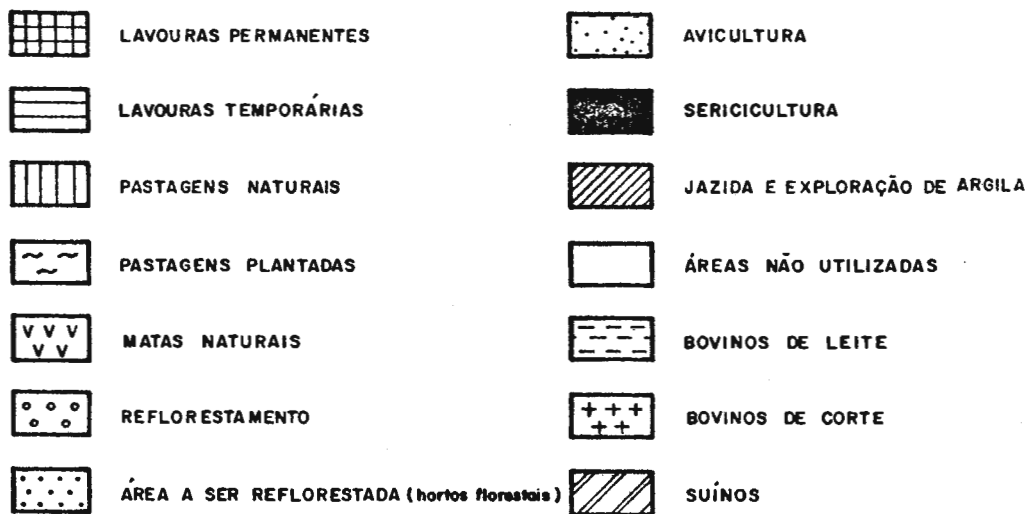 LAVOURAS PERMANENTES
LAVOURAS TEMPORÁRIAS
PASTAGENS NATURAIS
PASTAGENS PLANTADAS
MATAS NATURAIS
REFLORESTAMENTO
ÁREA A SER REFLORESTADA (hortos florestais)
AVICULTURA
SERICICULTURA
JAZIDA E EXPLORAÇÃO DE ARGILA
ÁREAS NÃO UTILIZADAS
BOVINOS DE LEITE
BOVINOS DE CORTE
SUÍNOS